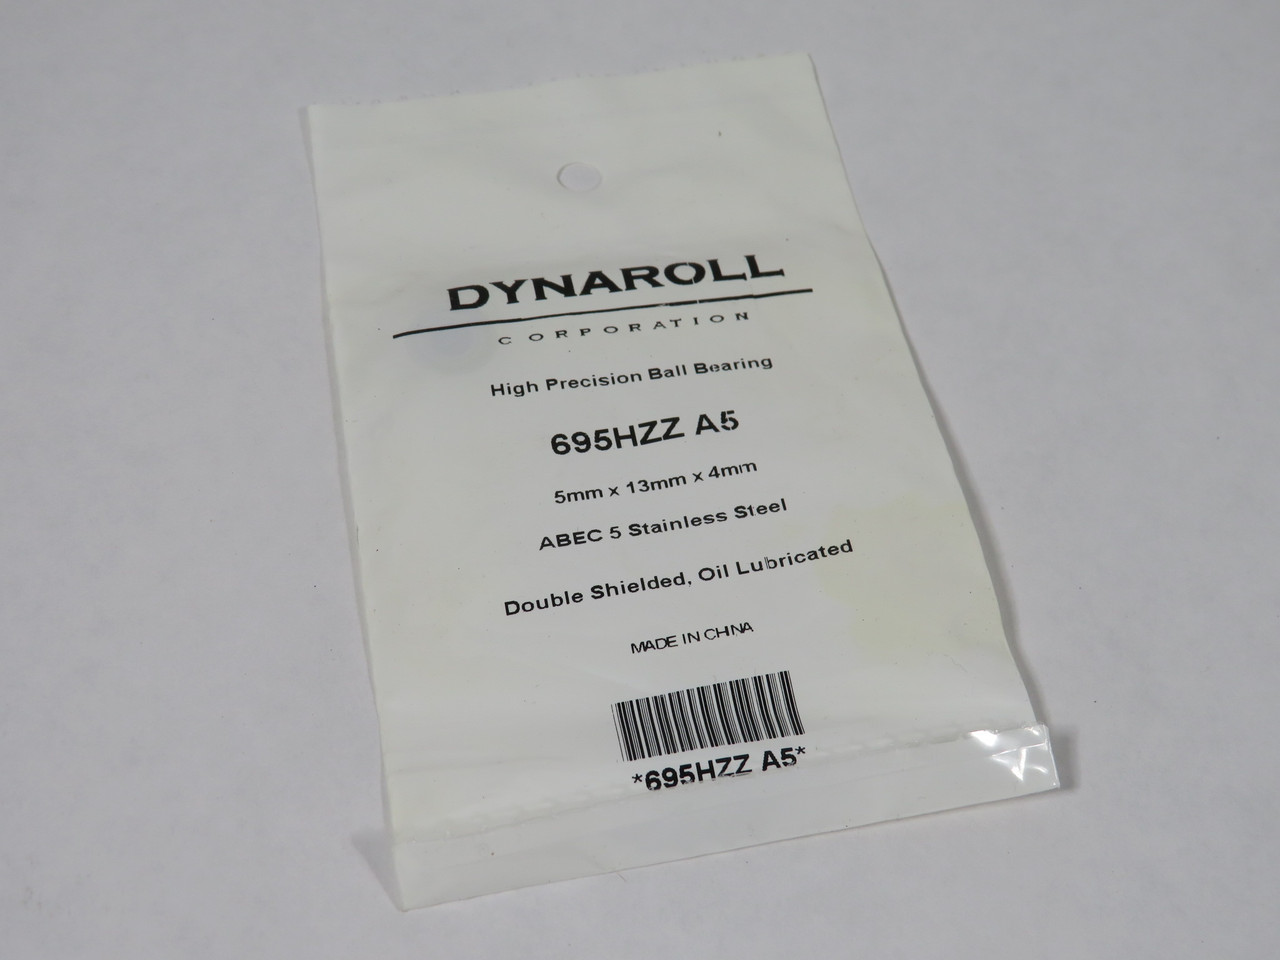 DYNAROLL
CORPORATION
High Precision Ball Bearing
695HZZ A5
5mm x 13mm x 4mm
ABEC 5 Stainless Steel
Double Shielded, Oil Lubricated
MADE IN CHINA
*695HZZ A5*